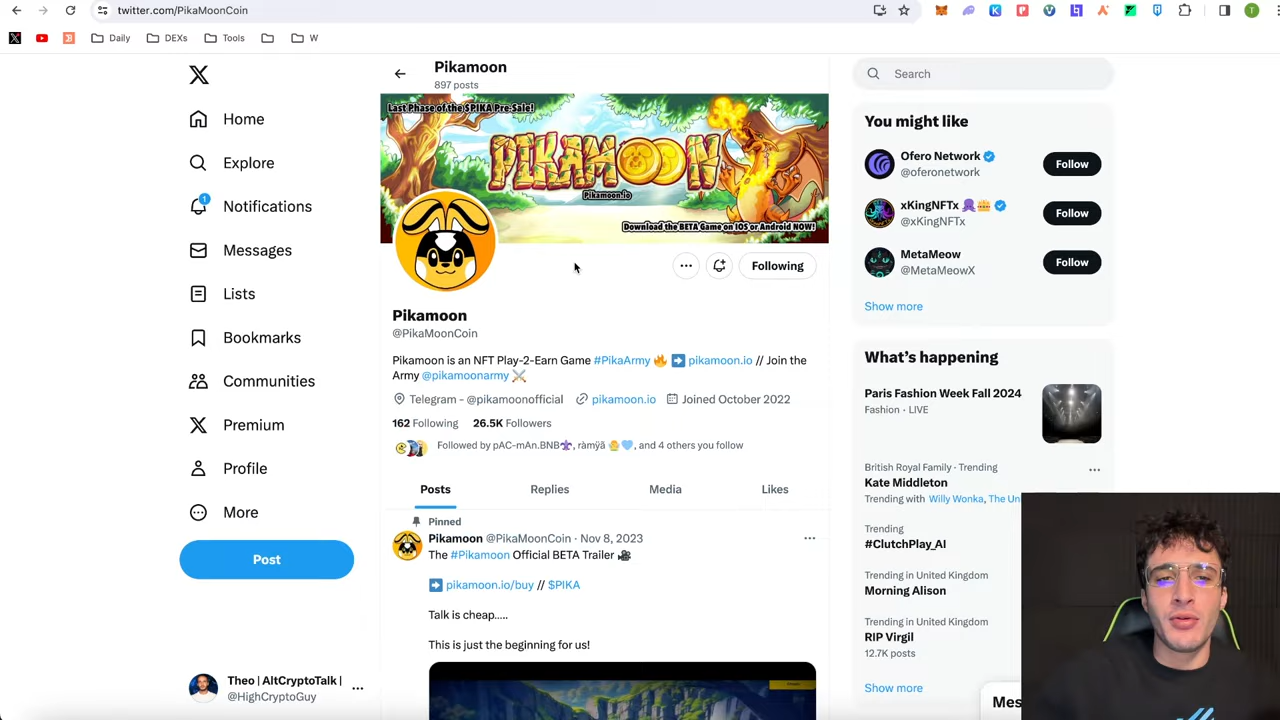 twitter.com/PikaMoonCoin
T
Daily
DEXs
Tools
W
Home
Explore
1
Notifications
Messages
Lists
Bookmarks
Communities
Premium
Profile
More
Post
Theo | AltCryptoTalk |
@HighCryptoGuy
Pikamoon
897 posts
Last Phase of the $PIKA Pre-Sale!
PIKAMOON
Pikamoon.io
Download the BETA Game on IOS or Android NOW!
Following
Pikamoon
@PikaMoonCoin
Pikamoon is an NFT Play-2-Earn Game #PikaArmy 🔥 ➡️ pikamoon.io // Join the
Army @pikamoonarmy ⚔️
Telegram - @pikamoonofficial pikamoon.io Joined October 2022
162 Following 26.5K Followers
Followed by pAC-mAn.BNB⚜️, ràmÿã 👴🩵, and 4 others you follow
Posts Replies Media Likes
Pinned
Pikamoon @PikaMoonCoin · Nov 8, 2023
The #Pikamoon Official BETA Trailer 🎥
➡️ pikamoon.io/buy // $PIKA
Talk is cheap.....
This is just the beginning for us!
Search
You might like
Ofero Network
@oferonetwork
Follow
xKingNFTx 🐙👑
@xKingNFTx
Follow
MetaMeow
@MetaMeowX
Follow
Show more
What's happening
Paris Fashion Week Fall 2024
Fashion · LIVE
British Royal Family · Trending
Kate Middleton
Trending with Willy Wonka, The Un
Trending
#ClutchPlay_AI
Trending in United Kingdom
Morning Alison
Trending in United Kingdom
RIP Virgil
12.7K posts
Show more
Mes